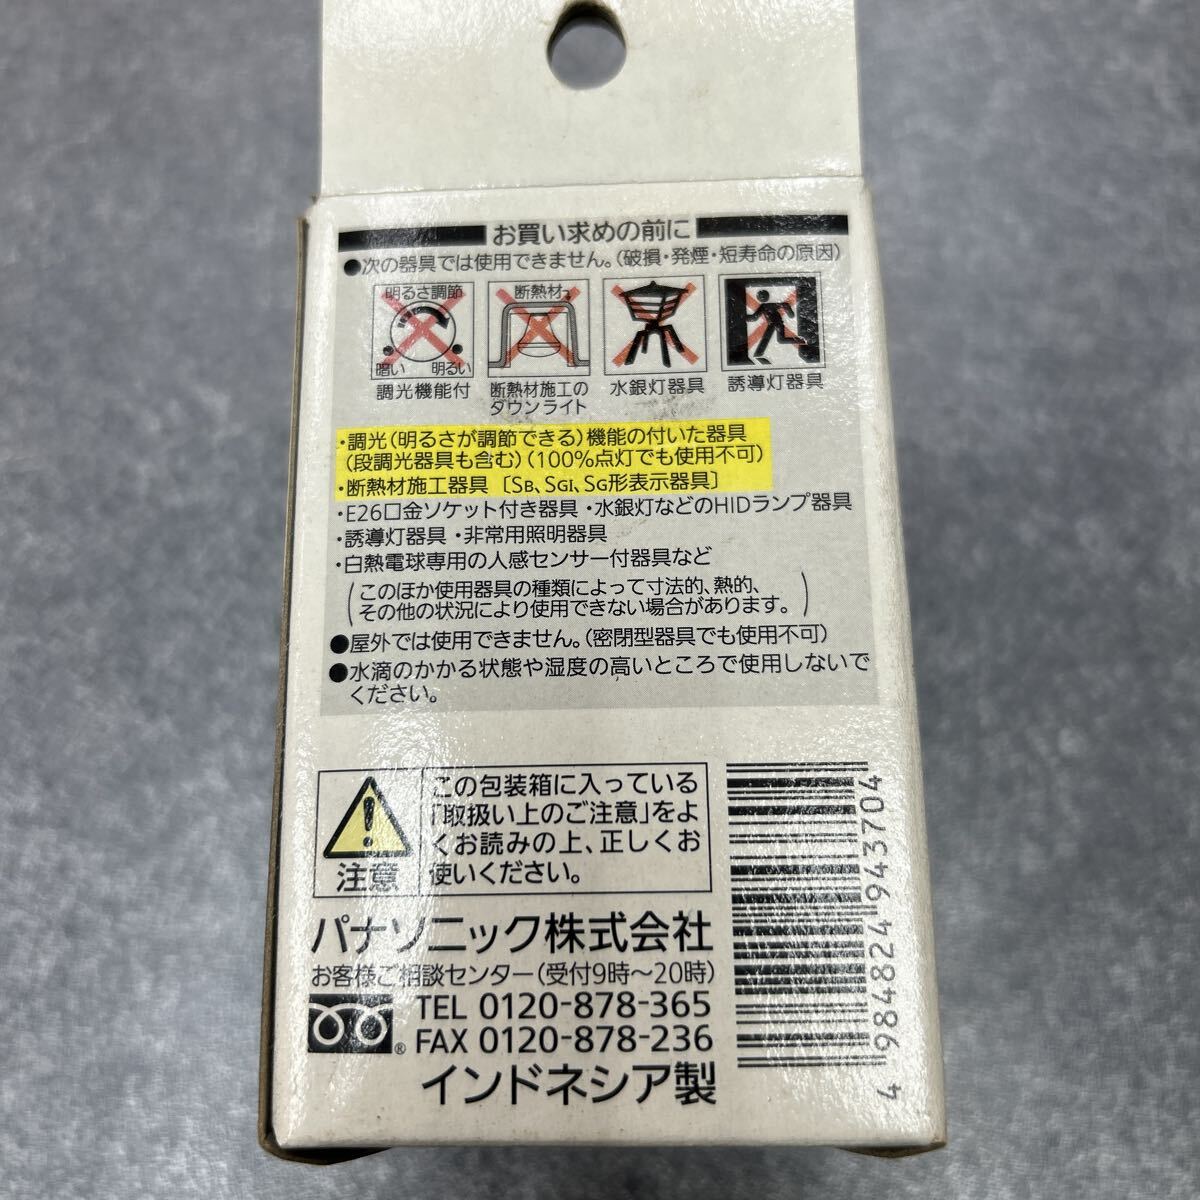 お買い求めの前に
●次の器具では使用できません。(破損・発煙・短寿命の原因)
明るさ調節
暗い 明るい
調光機能付
断熱材
断熱材施工の
ダウンライト
水銀灯器具
誘導灯器具
・調光(明るさが調節できる)機能の付いた器具
(段調光器具も含む)(100%点灯でも使用不可)
・断熱材施工器具〔SB、SGI、SG形表示器具〕
・E26口金ソケット付き器具・水銀灯などのHIDランプ器具
・誘導灯器具・非常用照明器具
・白熱電球専用の人感センサー付器具など
(このほか使用器具の種類によって寸法的、熱的、
その他の状況により使用できない場合があります。)
●屋外では使用できません。(密閉型器具でも使用不可)
●水滴のかかる状態や湿度の高いところで使用しないで
ください。
注意
この包装箱に入っている
「取扱い上のご注意」をよ
くお読みの上、正しくお
使いください。
パナソニック株式会社
お客様ご相談センター(受付9時〜20時)
TEL 0120-878-365
® FAX 0120-878-236
インドネシア製
4 984824 943704